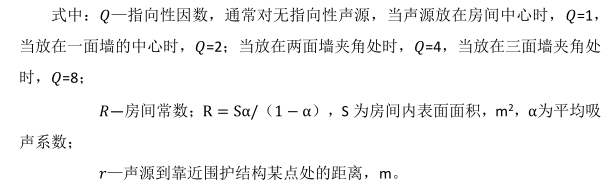 式中：Q—指向性因数，通常对无指向性声源，当声源放在房间中心时，Q=1，
当放在一面墙的中心时，Q=2；当放在两面墙夹角处时，Q=4，当放在三面墙夹角处
时，Q=8；
R—房间常数；R = Sα/（1 − α），S 为房间内表面面积，m²，α为平均吸
声系数；
r—声源到靠近围护结构某点处的距离，m。